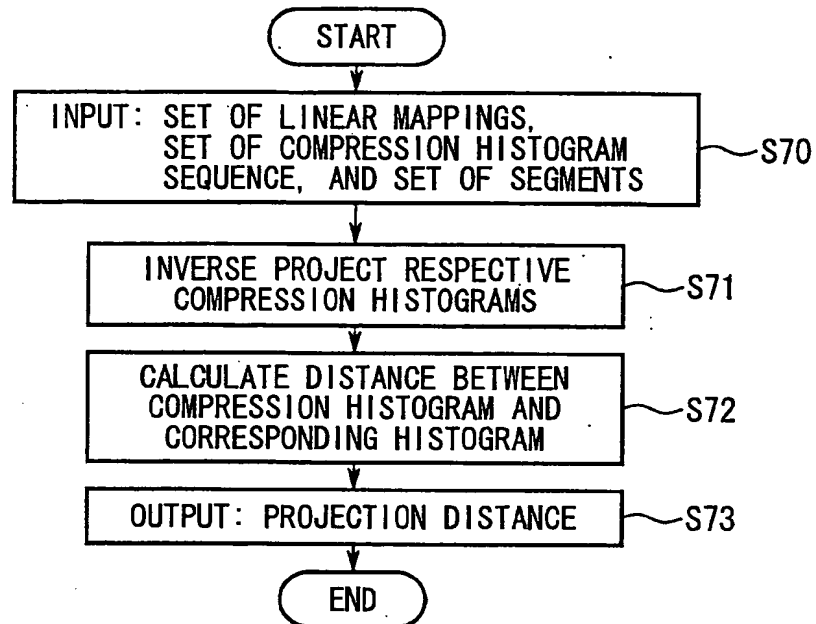 START
INPUT: SET OF LINEAR MAPPINGS,
SET OF COMPRESSION HISTOGRAM
SEQUENCE, AND SET OF SEGMENTS
S70
INVERSE PROJECT RESPECTIVE
COMPRESSION HISTOGRAMS
S71
CALCULATE DISTANCE BETWEEN
COMPRESSION HISTOGRAM AND
CORRESPONDING HISTOGRAM
S72
OUTPUT: PROJECTION DISTANCE
S73
END